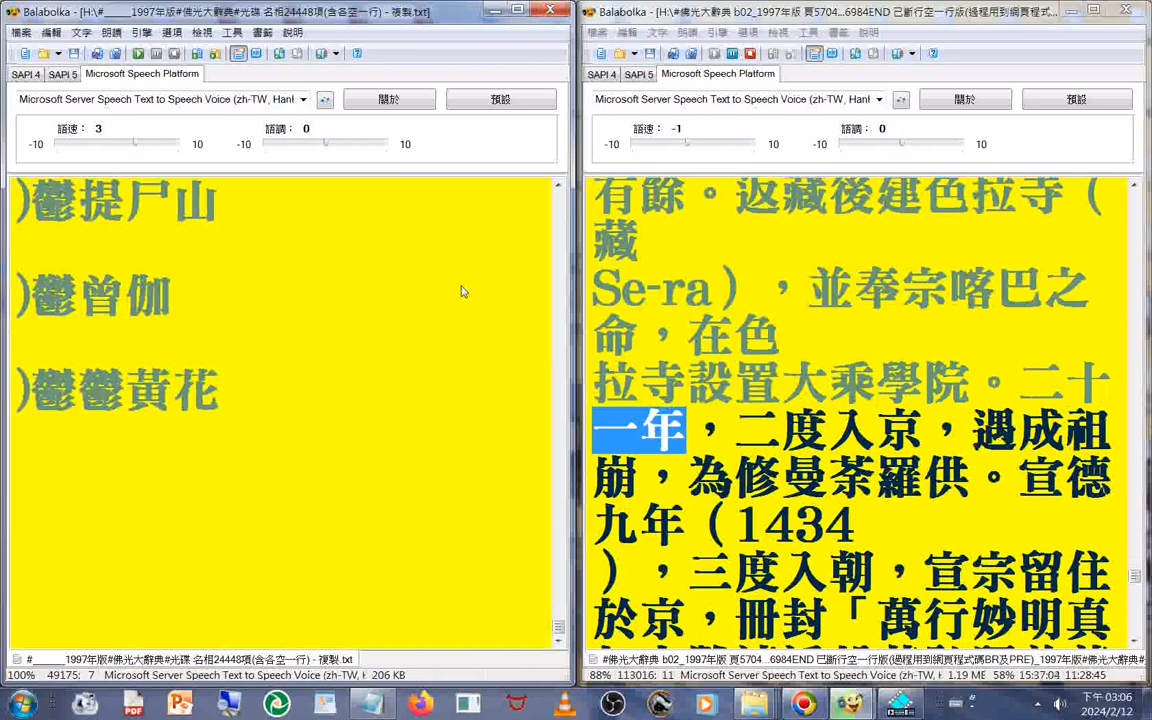 Balabolka - [H:\#_____1997年版#佛光大辭典#光碟 名相24448項(含各空一行) - 複製.txt]
檔案 編輯 文字 朗讀 引擎 選項 檢視 工具 書籤 說明
SAPI 4 SAPI 5 Microsoft Speech Platform
Microsoft Server Speech Text to Speech Voice (zh-TW, Hanl
關於 預設
語速： 3 語調： 0
-10 10 -10 10
)鬱提尸山
)鬱曾伽
)鬱鬱黃花
#_____1997年版#佛光大辭典#光碟 名相24448項(含各空一行) - 複製.txt
100% 49175: 7 Microsoft Server Speech Text to Speech Voice (zh-TW, H 206 KB
Balabolka - [H:\#佛光大辭典 b02_1997年版 頁5704...6984END 已斷行空一行版(過程用到網頁程式...
檔案 編輯 文字 朗讀 引擎 選項 檢視 工具 書籤 說明
SAPI 4 SAPI 5 Microsoft Speech Platform
Microsoft Server Speech Text to Speech Voice (zh-TW, Hanl
關於 預設
語速： -1 語調： 0
-10 10 -10 10
有餘。返藏後建色拉寺（
藏
Se-ra），並奉宗喀巴之
命，在色
拉寺設置大乘學院。二十
一年，二度入京，遇成祖
崩，為修曼荼羅供。宣德
九年（1434
），三度入朝，宣宗留住
於京，冊封「萬行妙明真
#佛光大辭典 b02_1997年版 頁5704...6984END 已斷行空一行版(過程用到網頁程式碼BR及PRE)_1997年版#佛光大辭典#
88% 113016: 11 Microsoft Server Speech Text to Speech Voice (zh-TW, 1.19 ME 58% 15:37:04 11:28:45
下午 03:06
2024/2/12